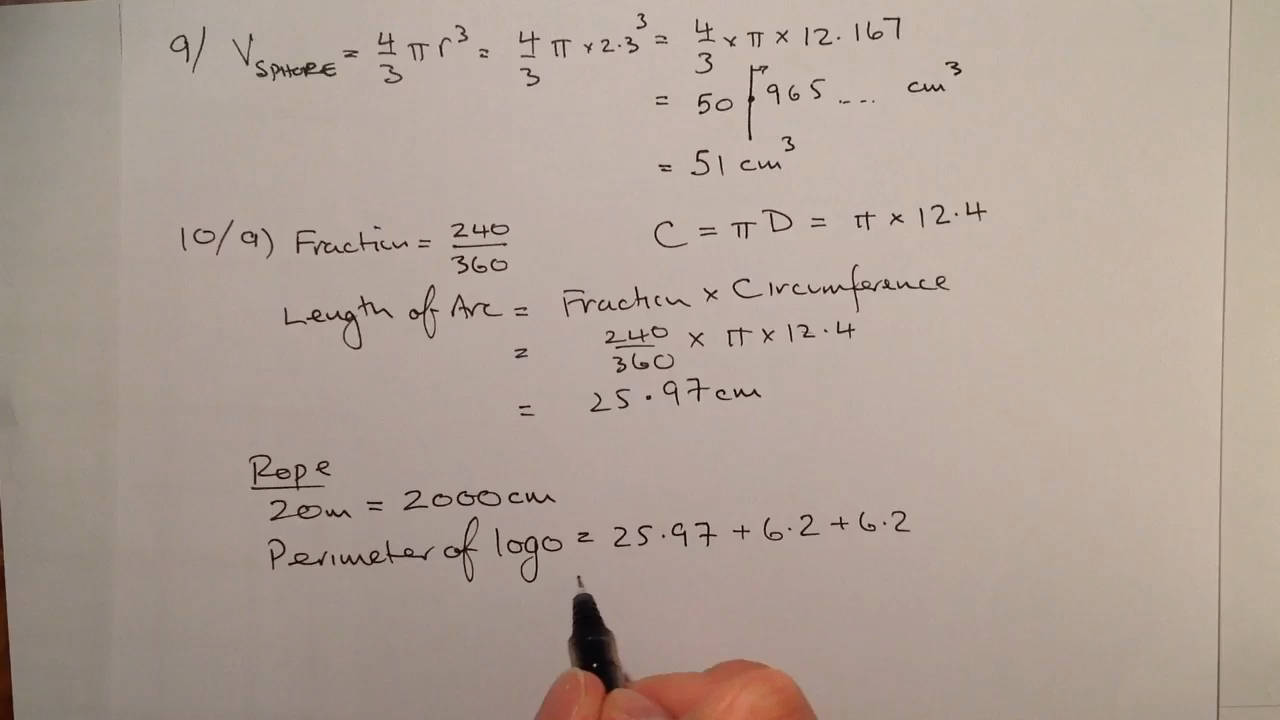 9/ V SPHERE = 4/3 π r³ = 4/3 π × 2.3³ = 4/3 × π × 12.167
= 50.965 .... cm³
= 51 cm³
10/a) Fraction = 240/360 C = πD = π × 12.4
Length of Arc = Fraction × Circumference
= 240/360 × π × 12.4
= 25.97cm
Rope
20m = 2000cm
Perimeter of logo = 25.97 + 6.2 + 6.2